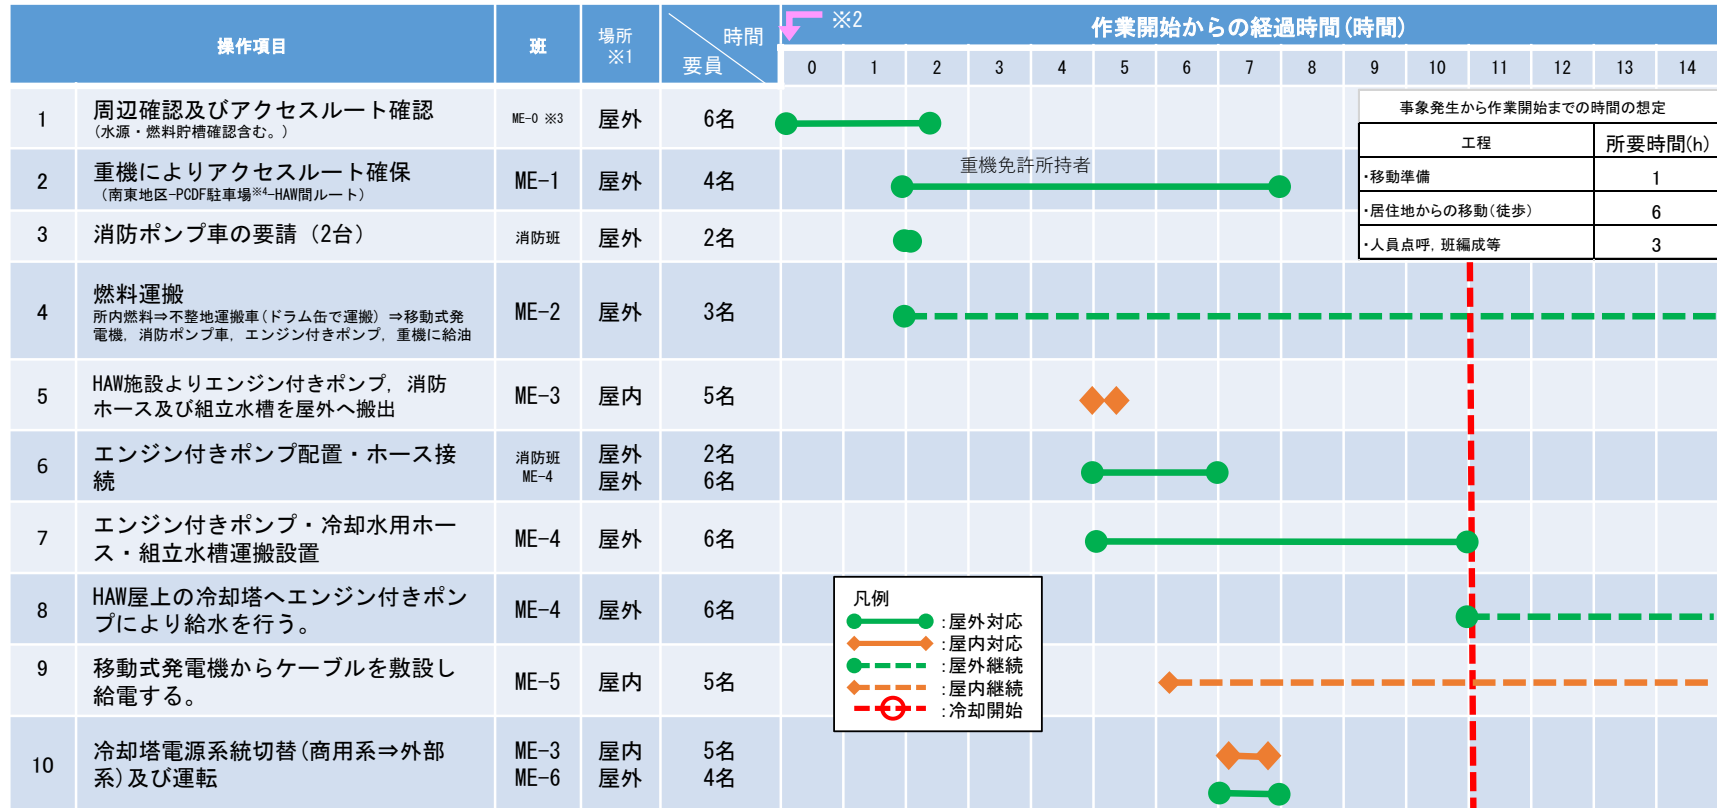 操作項目
班
場所
※1
時間
要員
※2
作業開始からの経過時間(時間)
0 1 2 3 4 5 6 7 8 9 10 11 12 13 14
1
周辺確認及びアクセスルート確認
(水源・燃料貯槽確認含む。)
ME-0 ※3
屋外
6名
2
重機によりアクセスルート確保
(南東地区-PCDF駐車場※4-HAW間ルート)
ME-1
屋外
4名
重機免許所持者
3
消防ポンプ車の要請（2台）
消防班
屋外
2名
4
燃料運搬
所内燃料⇒不整地運搬車(ドラム缶で運搬)⇒移動式発
電機, 消防ポンプ車, エンジン付きポンプ, 重機に給油
ME-2
屋外
3名
5
HAW施設よりエンジン付きポンプ, 消防
ホース及び組立水槽を屋外へ搬出
ME-3
屋内
5名
6
エンジン付きポンプ配置・ホース接
続
消防班
ME-4
屋外
屋外
2名
6名
7
エンジン付きポンプ・冷却水用ホー
ス・組立水槽運搬設置
ME-4
屋外
6名
8
HAW屋上の冷却塔へエンジン付きポン
プにより給水を行う。
ME-4
屋外
6名
9
移動式発電機からケーブルを敷設し
給電する。
ME-5
屋内
5名
10
冷却塔電源系統切替(商用系⇒外部
系)及び運転
ME-3
ME-6
屋内
屋外
5名
4名
事象発生から作業開始までの時間の想定
工程 所要時間(h)
・移動準備 1
・居住地からの移動(徒歩) 6
・人員点呼, 班編成等 3
凡例
:屋外対応
:屋内対応
:屋外継続
:屋内継続
:冷却開始